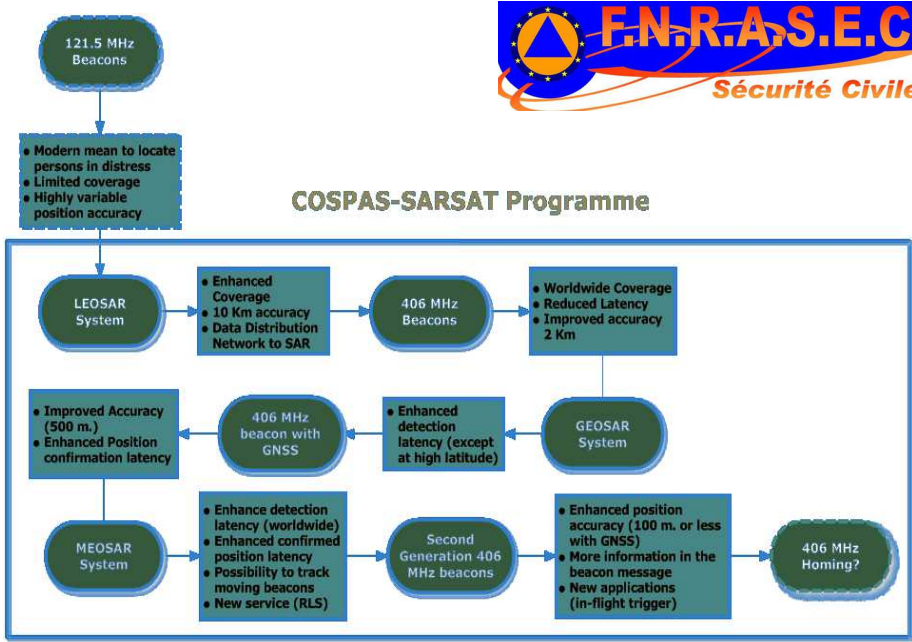 F.N.R.A.S.E.C
Sécurité Civile
121.5 MHz
Beacons
● Modern mean to locate
persons in distress
● Limited coverage
● Highly variable
position accuracy
COSPAS-SARSAT Programme
LEOSAR
System
● Enhanced
Coverage
● 10 Km accuracy
● Data Distribution
Network to SAR
406 MHz
Beacons
● Worldwide Coverage
● Reduced Latency
● Improved accuracy
2 Km
● Improved Accuracy
(500 m.)
● Enhanced Position
confirmation latency
406 MHz
beacon with
GNSS
● Enhanced
detection
latency (except
at high latitude)
GEOSAR
System
MEOSAR
System
● Enhance detection
latency (worldwide)
● Enhanced confirmed
position latency
● Possibility to track
moving beacons
● New service (RLS)
Second
Generation 406
MHz beacons
● Enhanced position
accuracy (100 m. or less
with GNSS)
● More information in the
beacon message
● New applications
(in-flight trigger)
406 MHz
Homing?